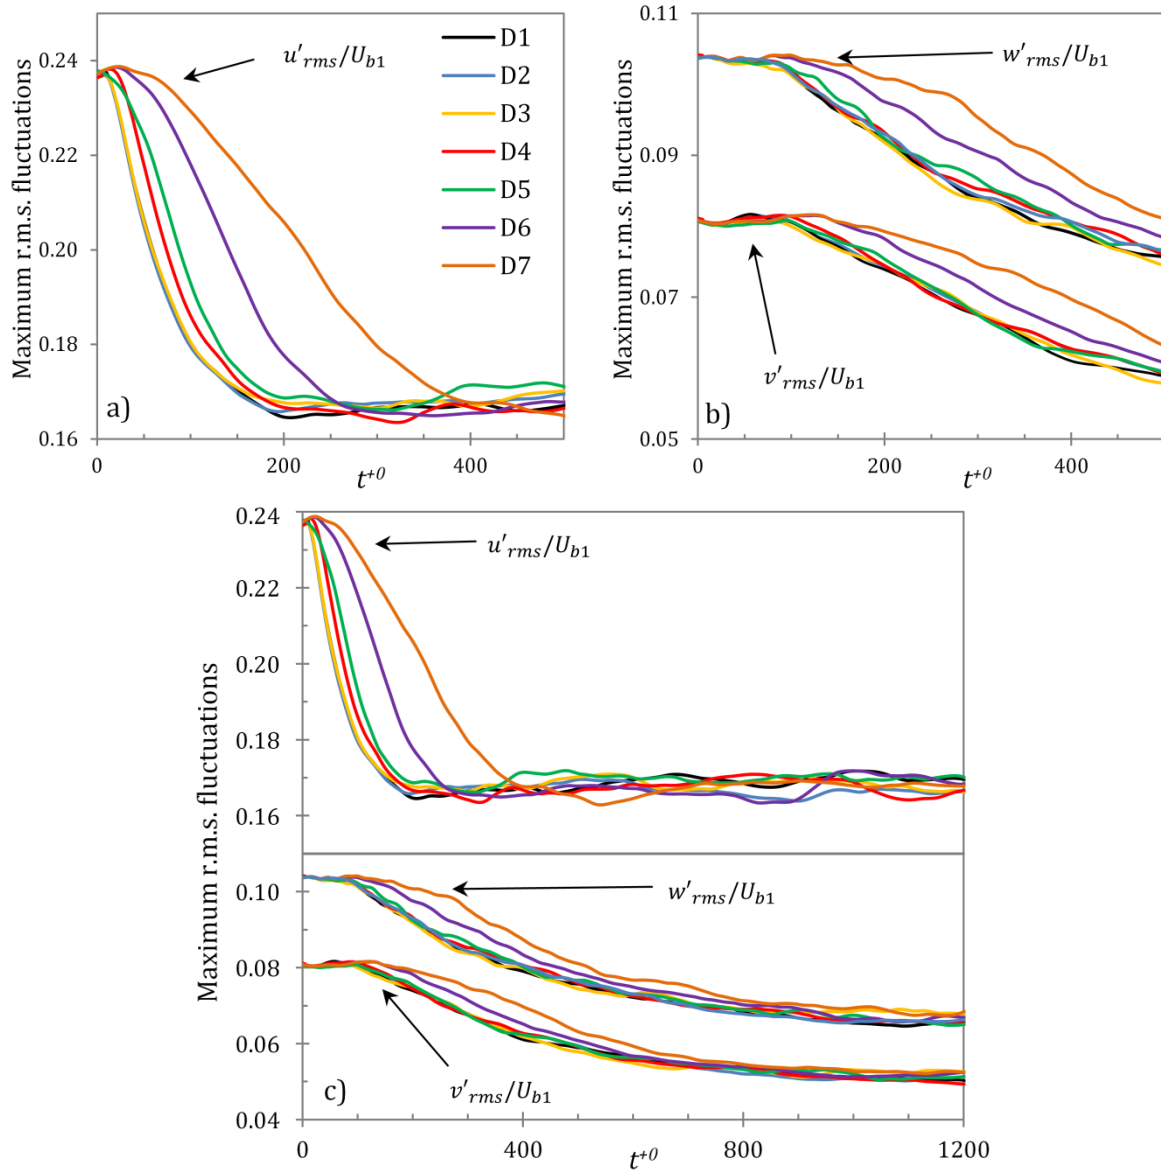 Maximum r.m.s. fluctuations
0.24
0.22
0.20
0.18
0.16
0
200
400
t⁺⁰
u'rms/Ub1
D1
D2
D3
D4
D5
D6
D7
a)
Maximum r.m.s. fluctuations
0.11
0.09
0.07
0.05
0
200
400
t⁺⁰
w'rms/Ub1
v'rms/Ub1
b)
Maximum r.m.s. fluctuations
0.24
0.22
0.20
0.18
0.16
0.10
0.08
0.06
0.04
u'rms/Ub1
w'rms/Ub1
v'rms/Ub1
c)
0
400
800
1200
t⁺⁰